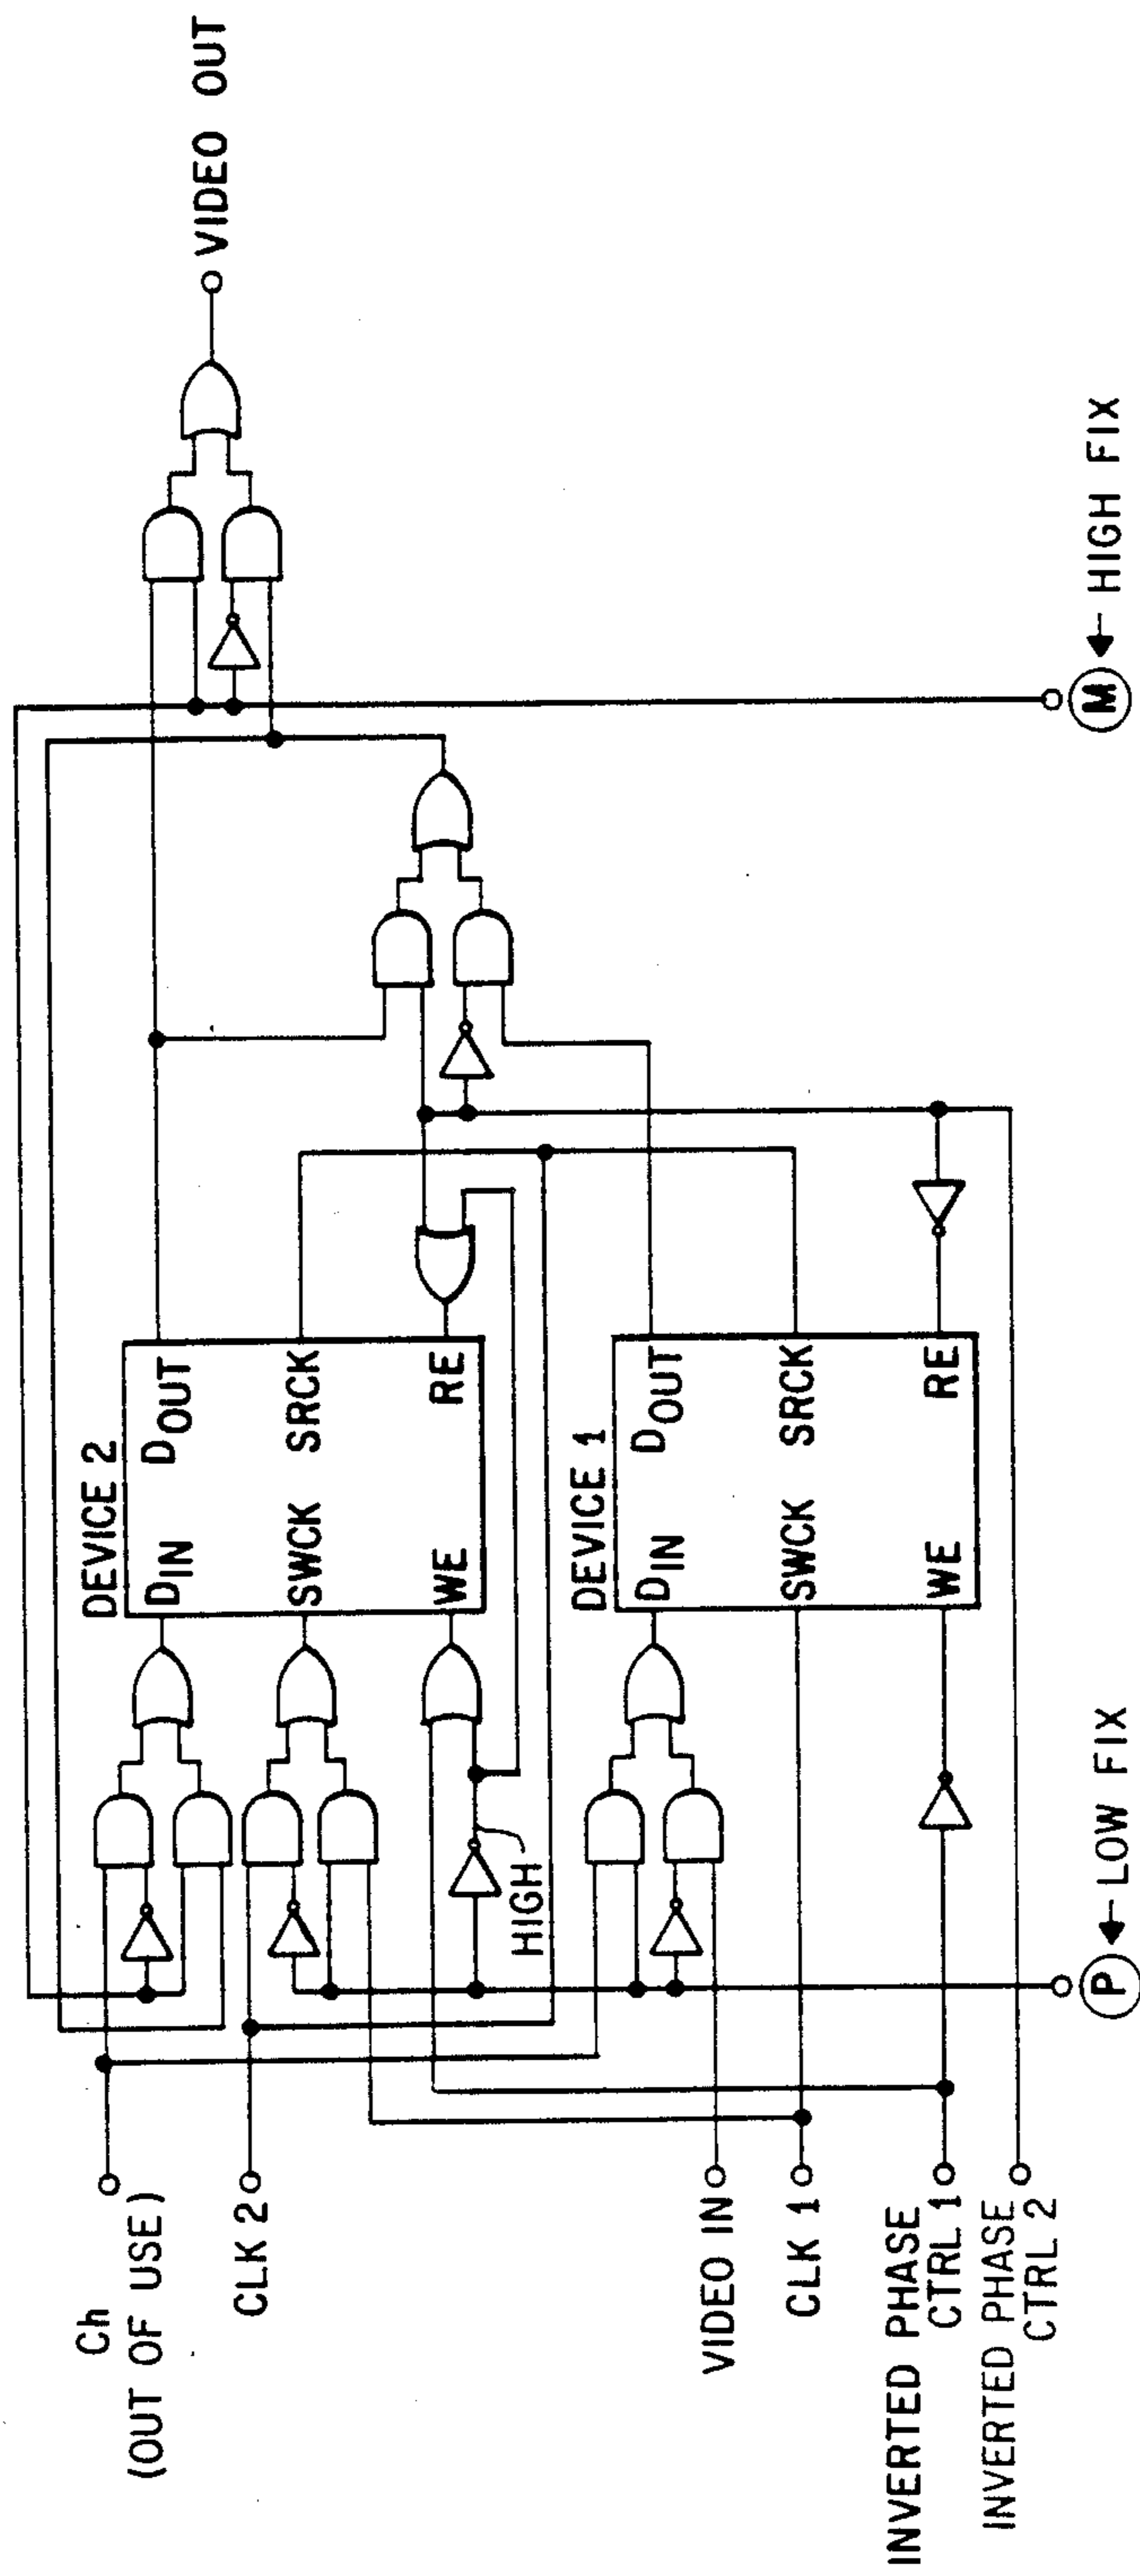 Ch
(OUT OF USE)
CLK 2
VIDEO IN
CLK 1
INVERTED PHASE
CTRL 1
INVERTED PHASE
CTRL 2
DEVICE 2
DIN
DOUT
SWCK
SRCK
WE
RE
HIGH
DEVICE 1
DIN
DOUT
SWCK
SRCK
WE
RE
VIDEO OUT
P ← LOW FIX
M ← HIGH FIX